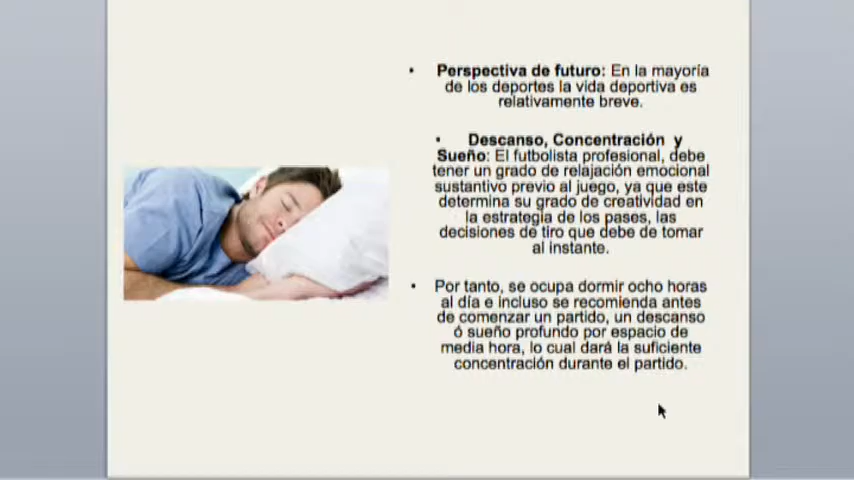 • Perspectiva de futuro: En la mayoría
de los deportes la vida deportiva es
relativamente breve.
• Descanso, Concentración y
Sueño: El futbolista profesional, debe
tener un grado de relajación emocional
sustantivo previo al juego, ya que este
determina su grado de creatividad en
la estrategia de los pases, las
decisiones de tiro que debe de tomar
al instante.
• Por tanto, se ocupa dormir ocho horas
al día e incluso se recomienda antes
de comenzar un partido, un descanso
ó sueño profundo por espacio de
media hora, lo cual dará la suficiente
concentración durante el partido.